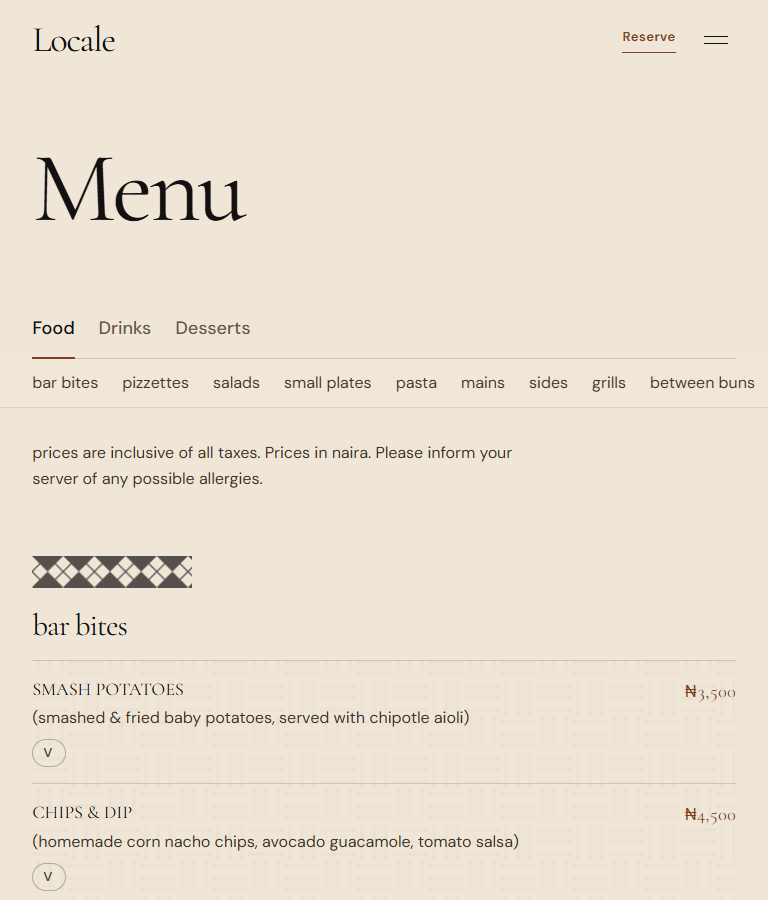 Locale
Reserve
Menu
Food Drinks Desserts
bar bites pizzettes salads small plates pasta mains sides grills between buns
prices are inclusive of all taxes. Prices in naira. Please inform your
server of any possible allergies.
bar bites
SMASH POTATOES ₦3,500
(smashed & fried baby potatoes, served with chipotle aioli)
V
CHIPS & DIP ₦4,500
(homemade corn nacho chips, avocado guacamole, tomato salsa)
V